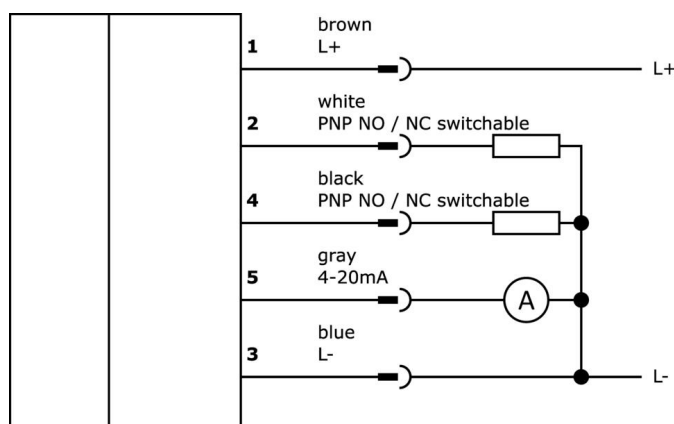 brown
1 L+
L+
white
2 PNP NO / NC switchable
black
4 PNP NO / NC switchable
gray
5 4-20mA
A
blue
3 L-
L-